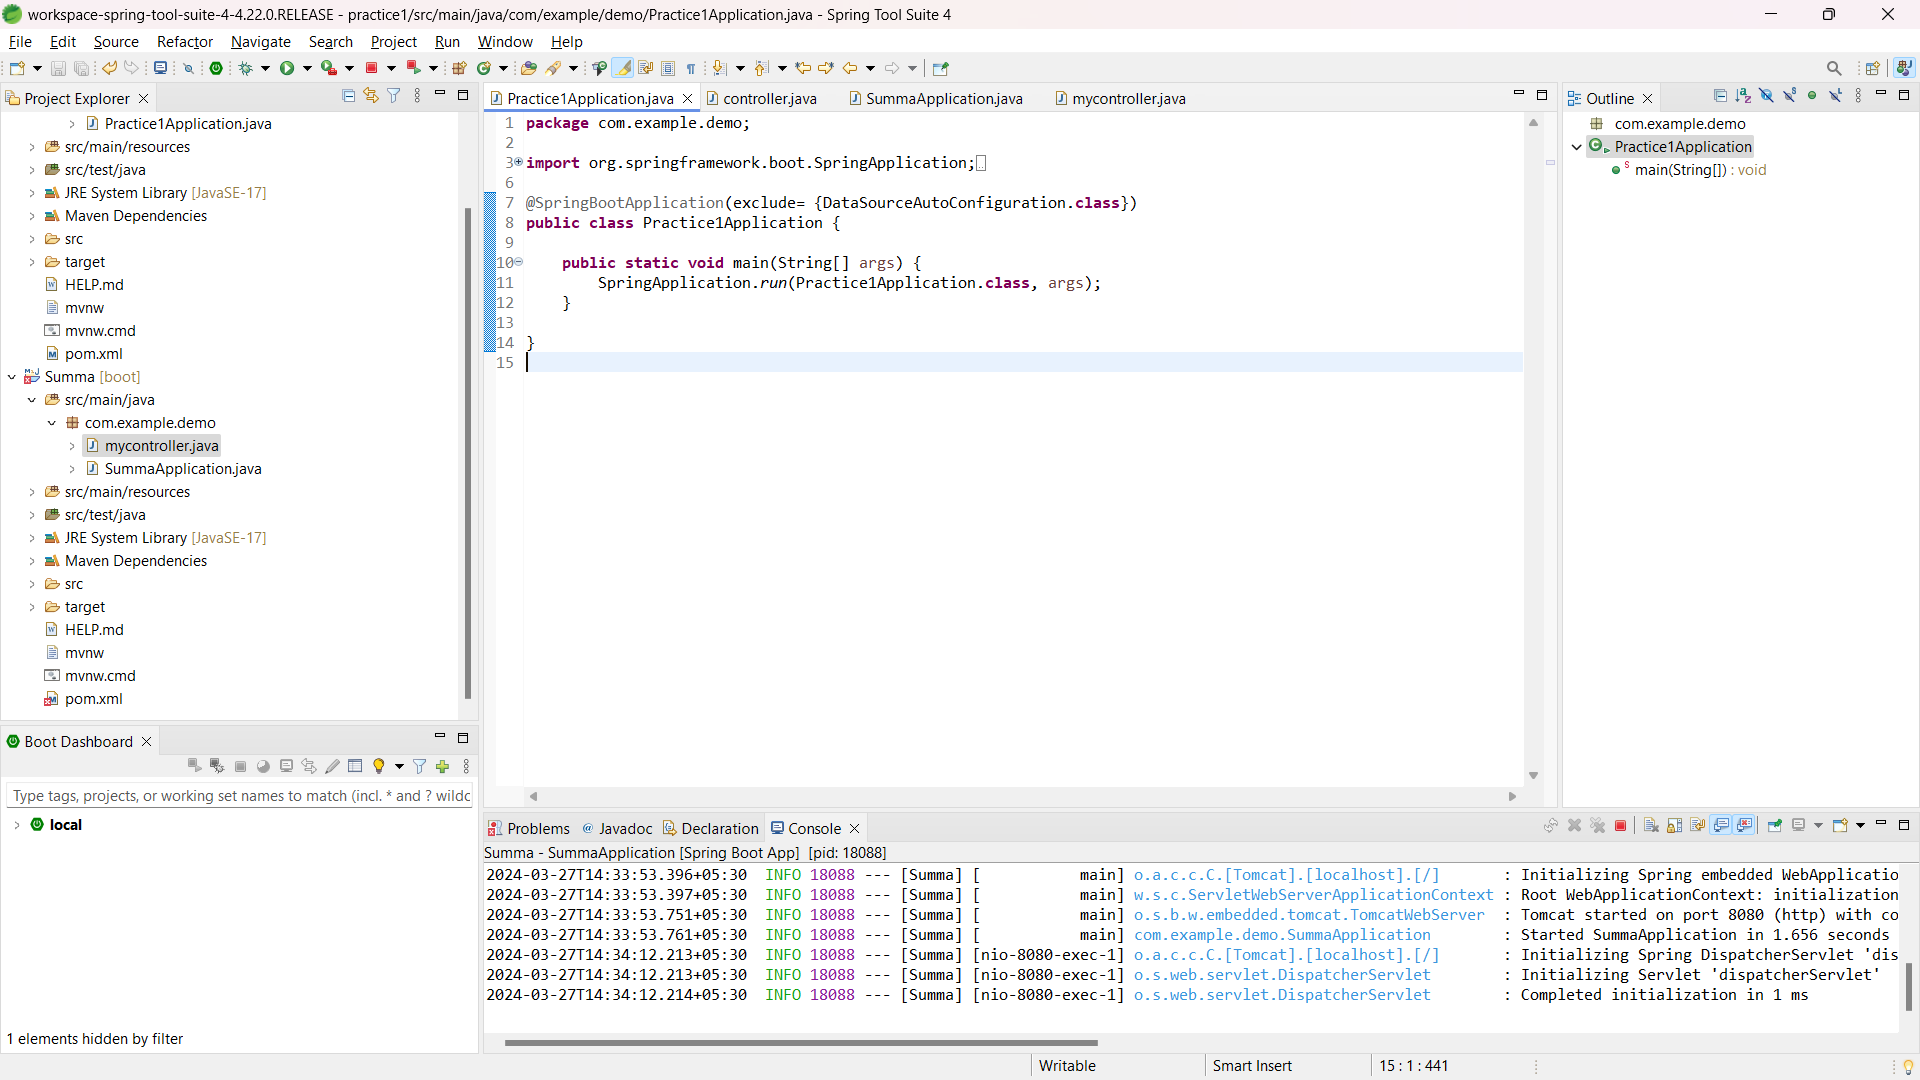 workspace-spring-tool-suite-4-4.22.0.RELEASE - practice1/src/main/java/com/example/demo/Practice1Application.java - Spring Tool Suite 4
File Edit Source Refactor Navigate Search Project Run Window Help
Project Explorer
Practice1Application.java
src/main/resources
src/test/java
JRE System Library [JavaSE-17]
Maven Dependencies
src
target
HELP.md
mvnw
mvnw.cmd
pom.xml
Summa [boot]
src/main/java
com.example.demo
mycontroller.java
SummaApplication.java
src/main/resources
src/test/java
JRE System Library [JavaSE-17]
Maven Dependencies
src
target
HELP.md
mvnw
mvnw.cmd
pom.xml
Boot Dashboard
Type tags, projects, or working set names to match (incl. * and ? wildc
local
1 elements hidden by filter
Practice1Application.java controller.java SummaApplication.java mycontroller.java
1 package com.example.demo;
2
3 import org.springframework.boot.SpringApplication;
6
7 @SpringBootApplication(exclude= {DataSourceAutoConfiguration.class})
8 public class Practice1Application {
9
10 public static void main(String[] args) {
11 SpringApplication.run(Practice1Application.class, args);
12 }
13
14 }
15
Outline
com.example.demo
Practice1Application
main(String[]) : void
Problems @ Javadoc Declaration Console
Summa - SummaApplication [Spring Boot App] [pid: 18088]
2024-03-27T14:33:53.396+05:30 INFO 18088 --- [Summa] [ main] o.a.c.c.C.[Tomcat].[localhost].[/] : Initializing Spring embedded WebApplicatio
2024-03-27T14:33:53.397+05:30 INFO 18088 --- [Summa] [ main] w.s.c.ServletWebServerApplicationContext : Root WebApplicationContext: initialization
2024-03-27T14:33:53.751+05:30 INFO 18088 --- [Summa] [ main] o.s.b.w.embedded.tomcat.TomcatWebServer : Tomcat started on port 8080 (http) with co
2024-03-27T14:33:53.761+05:30 INFO 18088 --- [Summa] [ main] com.example.demo.SummaApplication : Started SummaApplication in 1.656 seconds
2024-03-27T14:34:12.213+05:30 INFO 18088 --- [Summa] [nio-8080-exec-1] o.a.c.c.C.[Tomcat].[localhost].[/] : Initializing Spring DispatcherServlet 'dis
2024-03-27T14:34:12.213+05:30 INFO 18088 --- [Summa] [nio-8080-exec-1] o.s.web.servlet.DispatcherServlet : Initializing Servlet 'dispatcherServlet'
2024-03-27T14:34:12.214+05:30 INFO 18088 --- [Summa] [nio-8080-exec-1] o.s.web.servlet.DispatcherServlet : Completed initialization in 1 ms
Writable Smart Insert 15 : 1 : 441